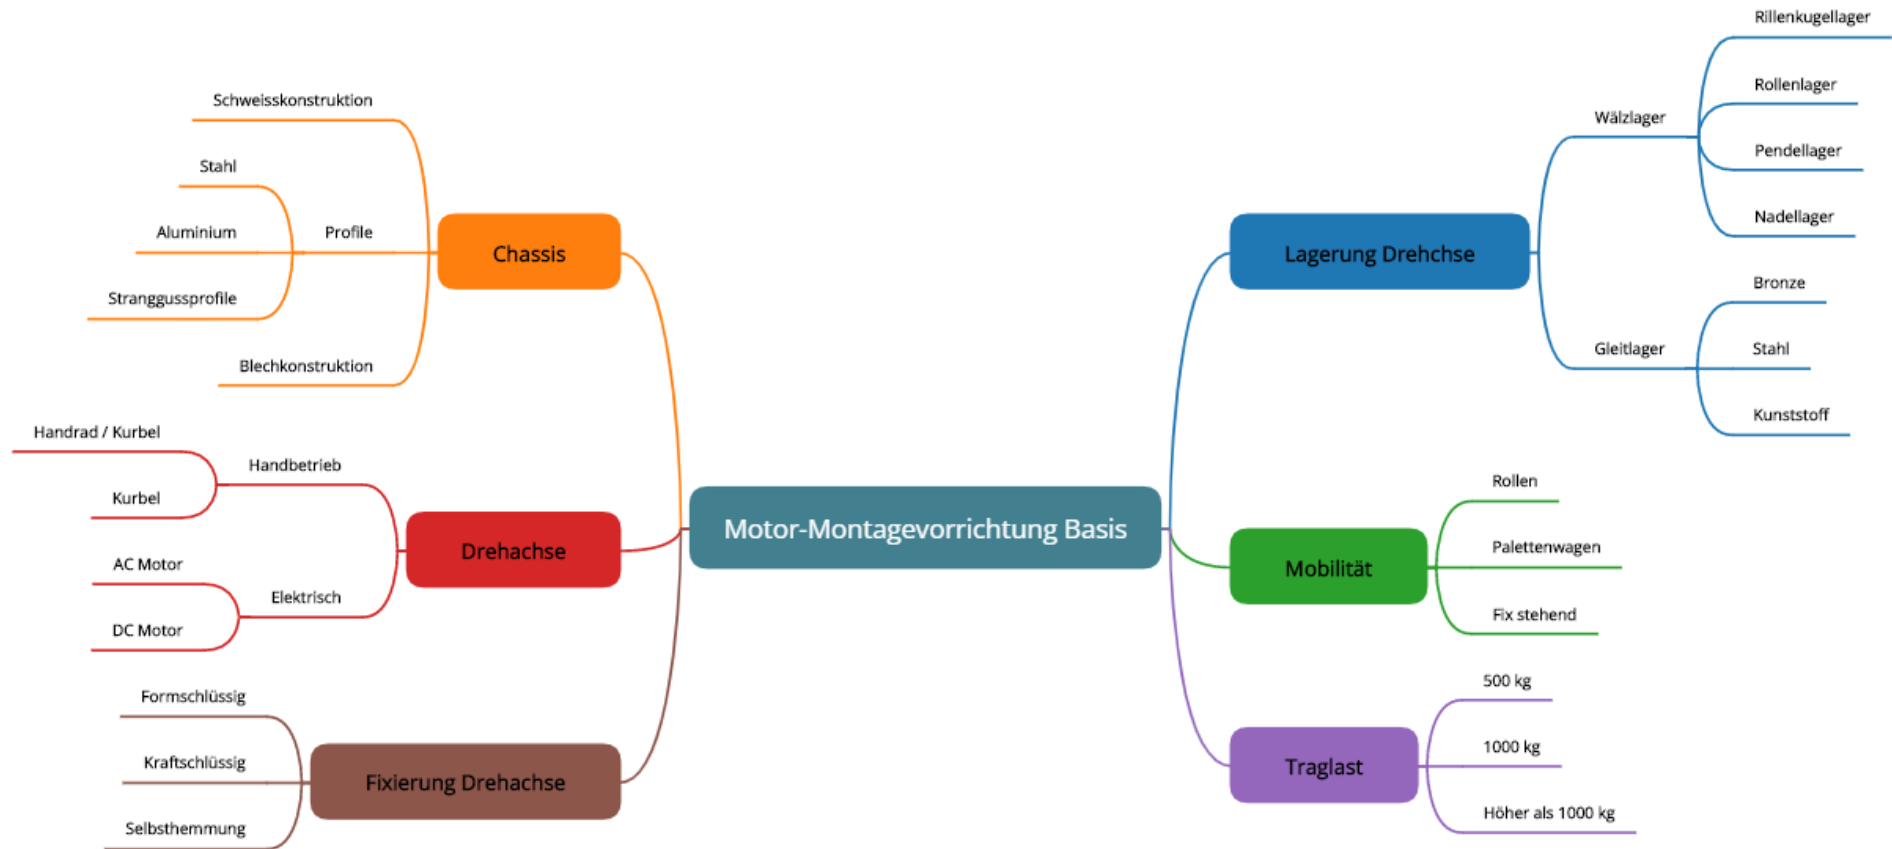 Motor-Montagevorrichtung Basis
Chassis
Schweisskonstruktion
Profile
Stahl
Aluminium
Stranggussprofile
Blechkonstruktion
Drehachse
Handbetrieb
Handrad / Kurbel
Kurbel
Elektrisch
AC Motor
DC Motor
Fixierung Drehachse
Formschlüssig
Kraftschlüssig
Selbsthemmung
Lagerung Drehchse
Wälzlager
Rillenkugellager
Rollenlager
Pendellager
Nadellager
Gleitlager
Bronze
Stahl
Kunststoff
Mobilität
Rollen
Palettenwagen
Fix stehend
Traglast
500 kg
1000 kg
Höher als 1000 kg